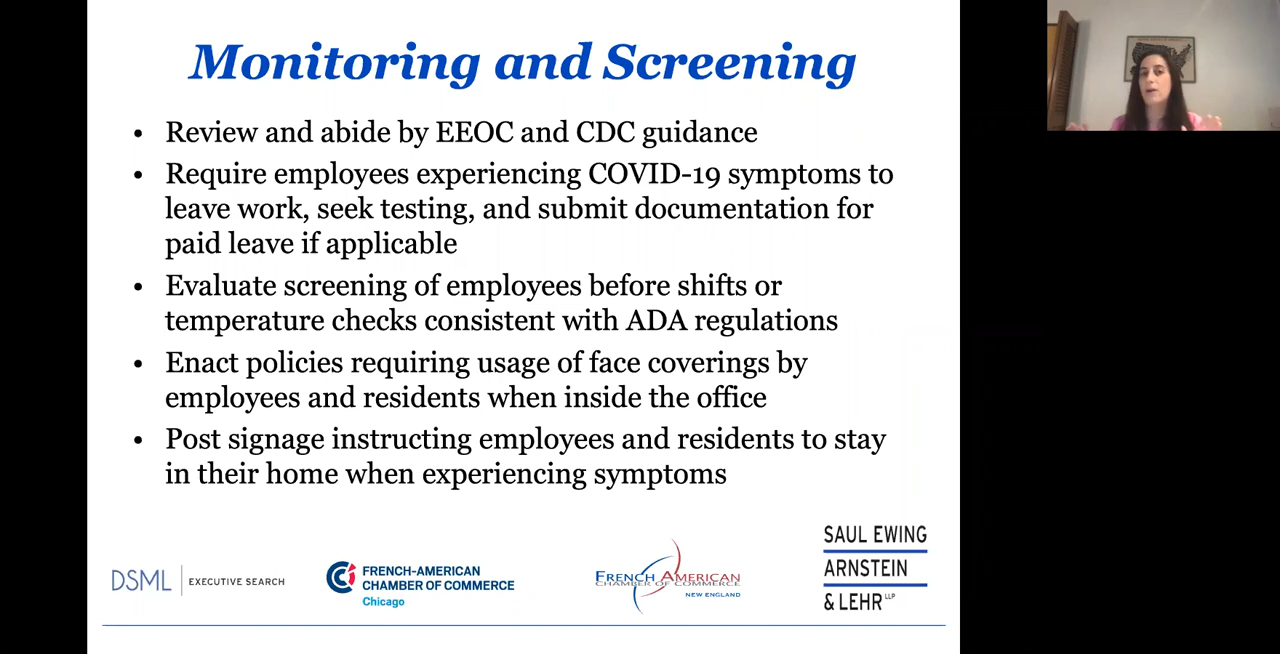 Monitoring and Screening
• Review and abide by EEOC and CDC guidance
• Require employees experiencing COVID-19 symptoms to
leave work, seek testing, and submit documentation for
paid leave if applicable
• Evaluate screening of employees before shifts or
temperature checks consistent with ADA regulations
• Enact policies requiring usage of face coverings by
employees and residents when inside the office
• Post signage instructing employees and residents to stay
in their home when experiencing symptoms
DSML | EXECUTIVE SEARCH
FRENCH-AMERICAN
CHAMBER OF COMMERCE
Chicago
FRENCH AMERICAN
CHAMBER OF COMMERCE
NEW ENGLAND
SAUL EWING
ARNSTEIN
& LEHR LLP